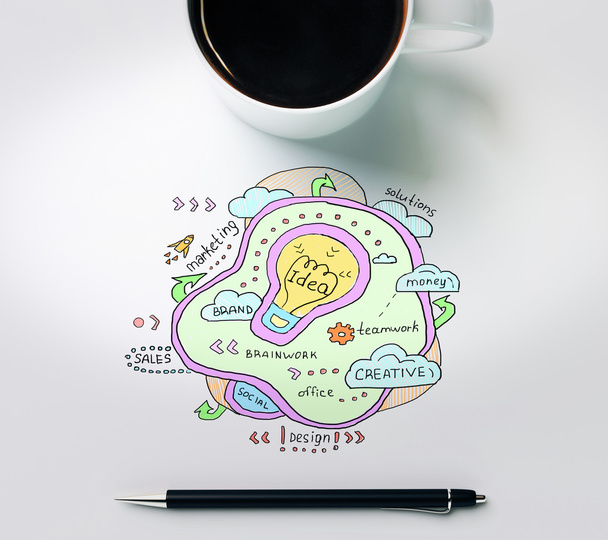 solutions
marketing
Idea
money
BRAND
teamwork
BRAINWORK
SALES
CREATIVE
office
SOCIAL
! Design !